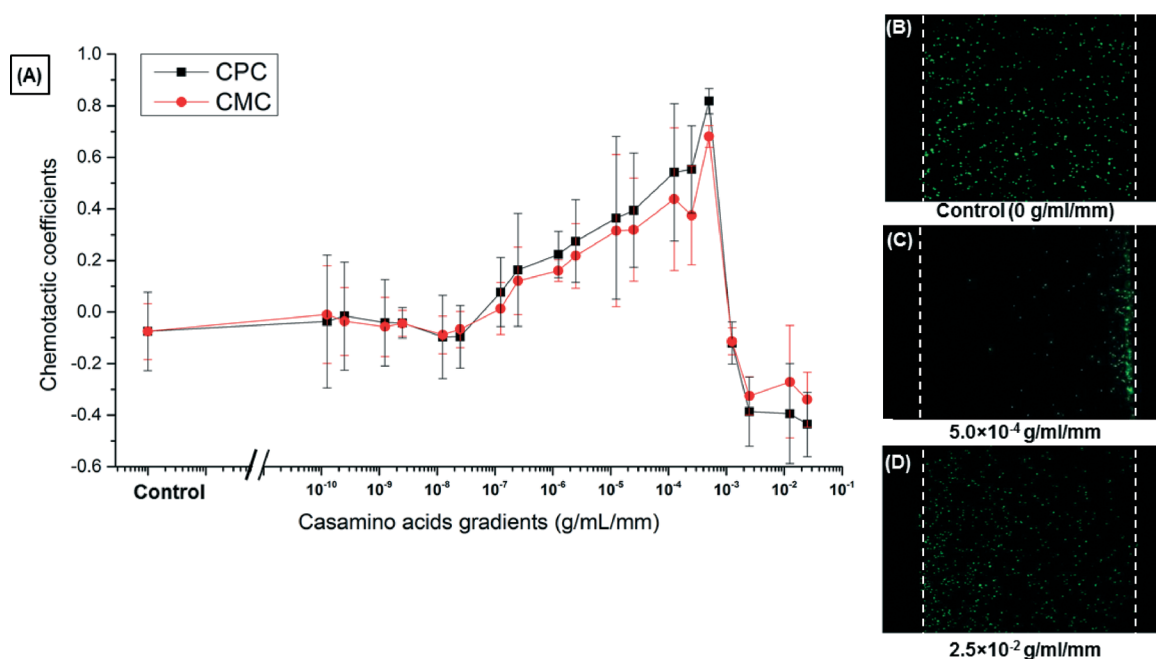 (A)
CPC
CMC
Chemotactic coefficients
1.0
0.8
0.6
0.4
0.2
0.0
-0.2
-0.4
-0.6
Control
10⁻¹⁰ 10⁻⁹ 10⁻⁸ 10⁻⁷ 10⁻⁶ 10⁻⁵ 10⁻⁴ 10⁻³ 10⁻² 10⁻¹
Casamino acids gradients (g/mL/mm)
(B)
Control (0 g/ml/mm)
(C)
5.0×10⁻⁴ g/ml/mm
(D)
2.5×10⁻² g/ml/mm